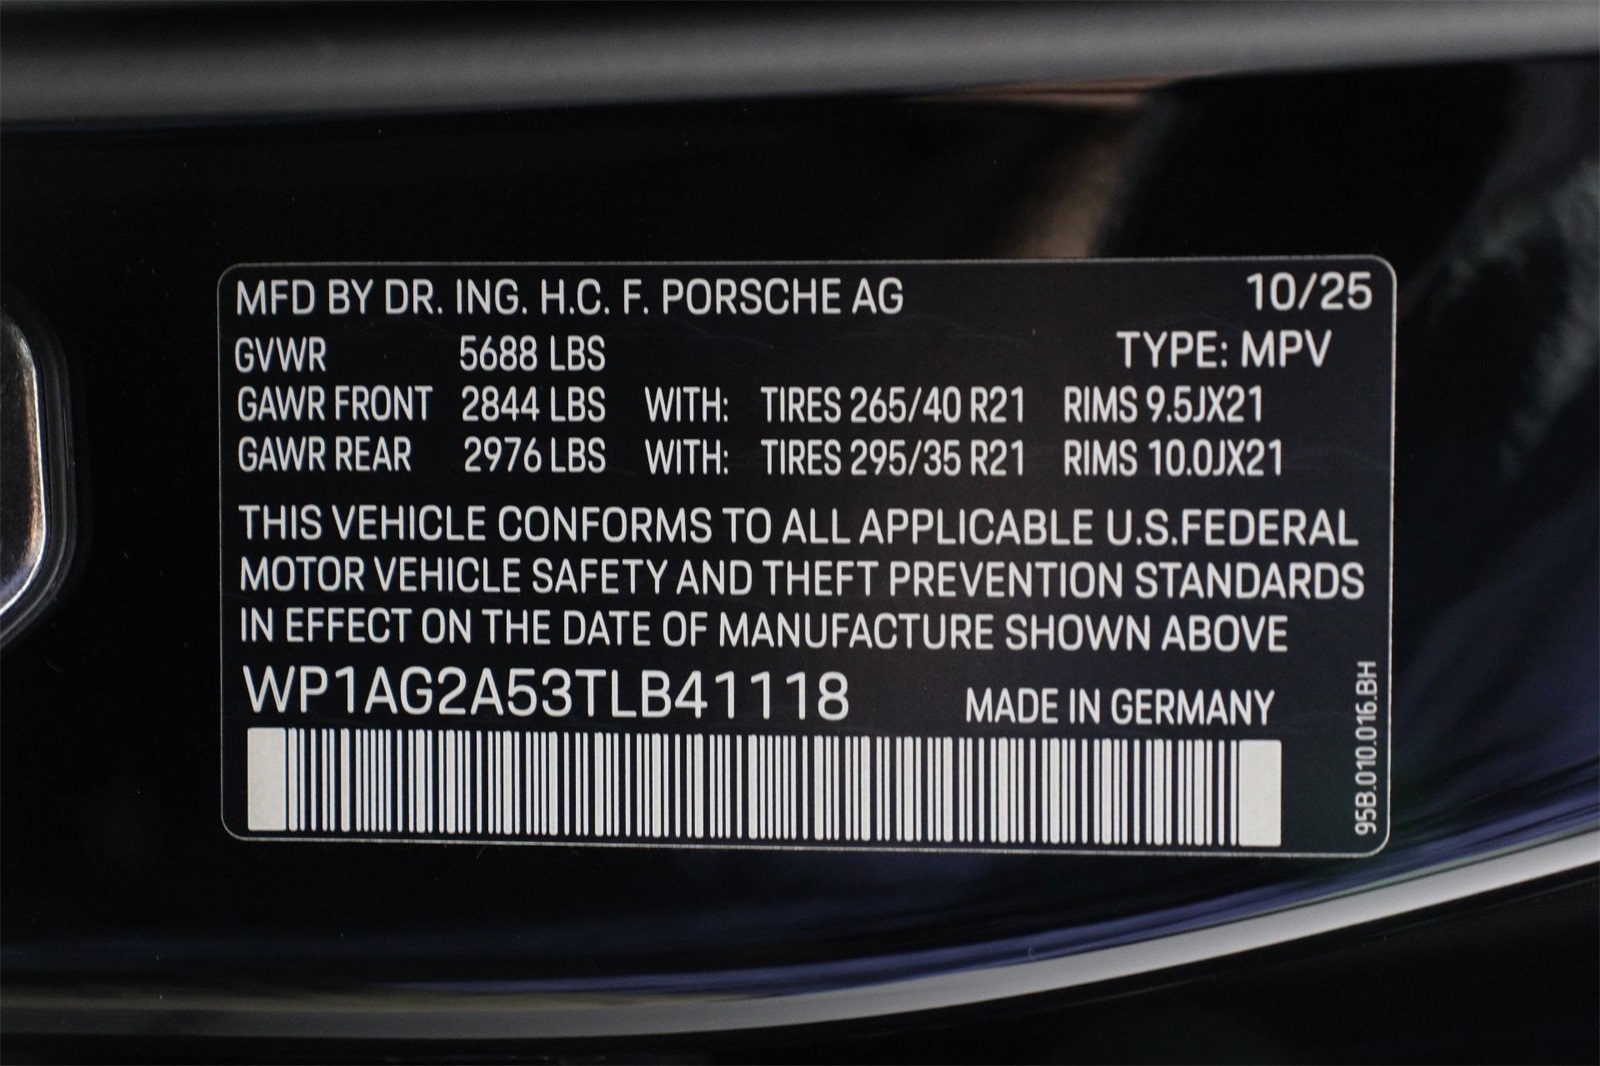 MFD BY DR. ING. H.C. F. PORSCHE AG 10/25
GVWR 5688 LBS TYPE: MPV
GAWR FRONT 2844 LBS WITH: TIRES 265/40 R21 RIMS 9.5JX21
GAWR REAR 2976 LBS WITH: TIRES 295/35 R21 RIMS 10.0JX21
THIS VEHICLE CONFORMS TO ALL APPLICABLE U.S.FEDERAL
MOTOR VEHICLE SAFETY AND THEFT PREVENTION STANDARDS
IN EFFECT ON THE DATE OF MANUFACTURE SHOWN ABOVE
WP1AG2A53TLB41118 MADE IN GERMANY
95B.010.016.BH